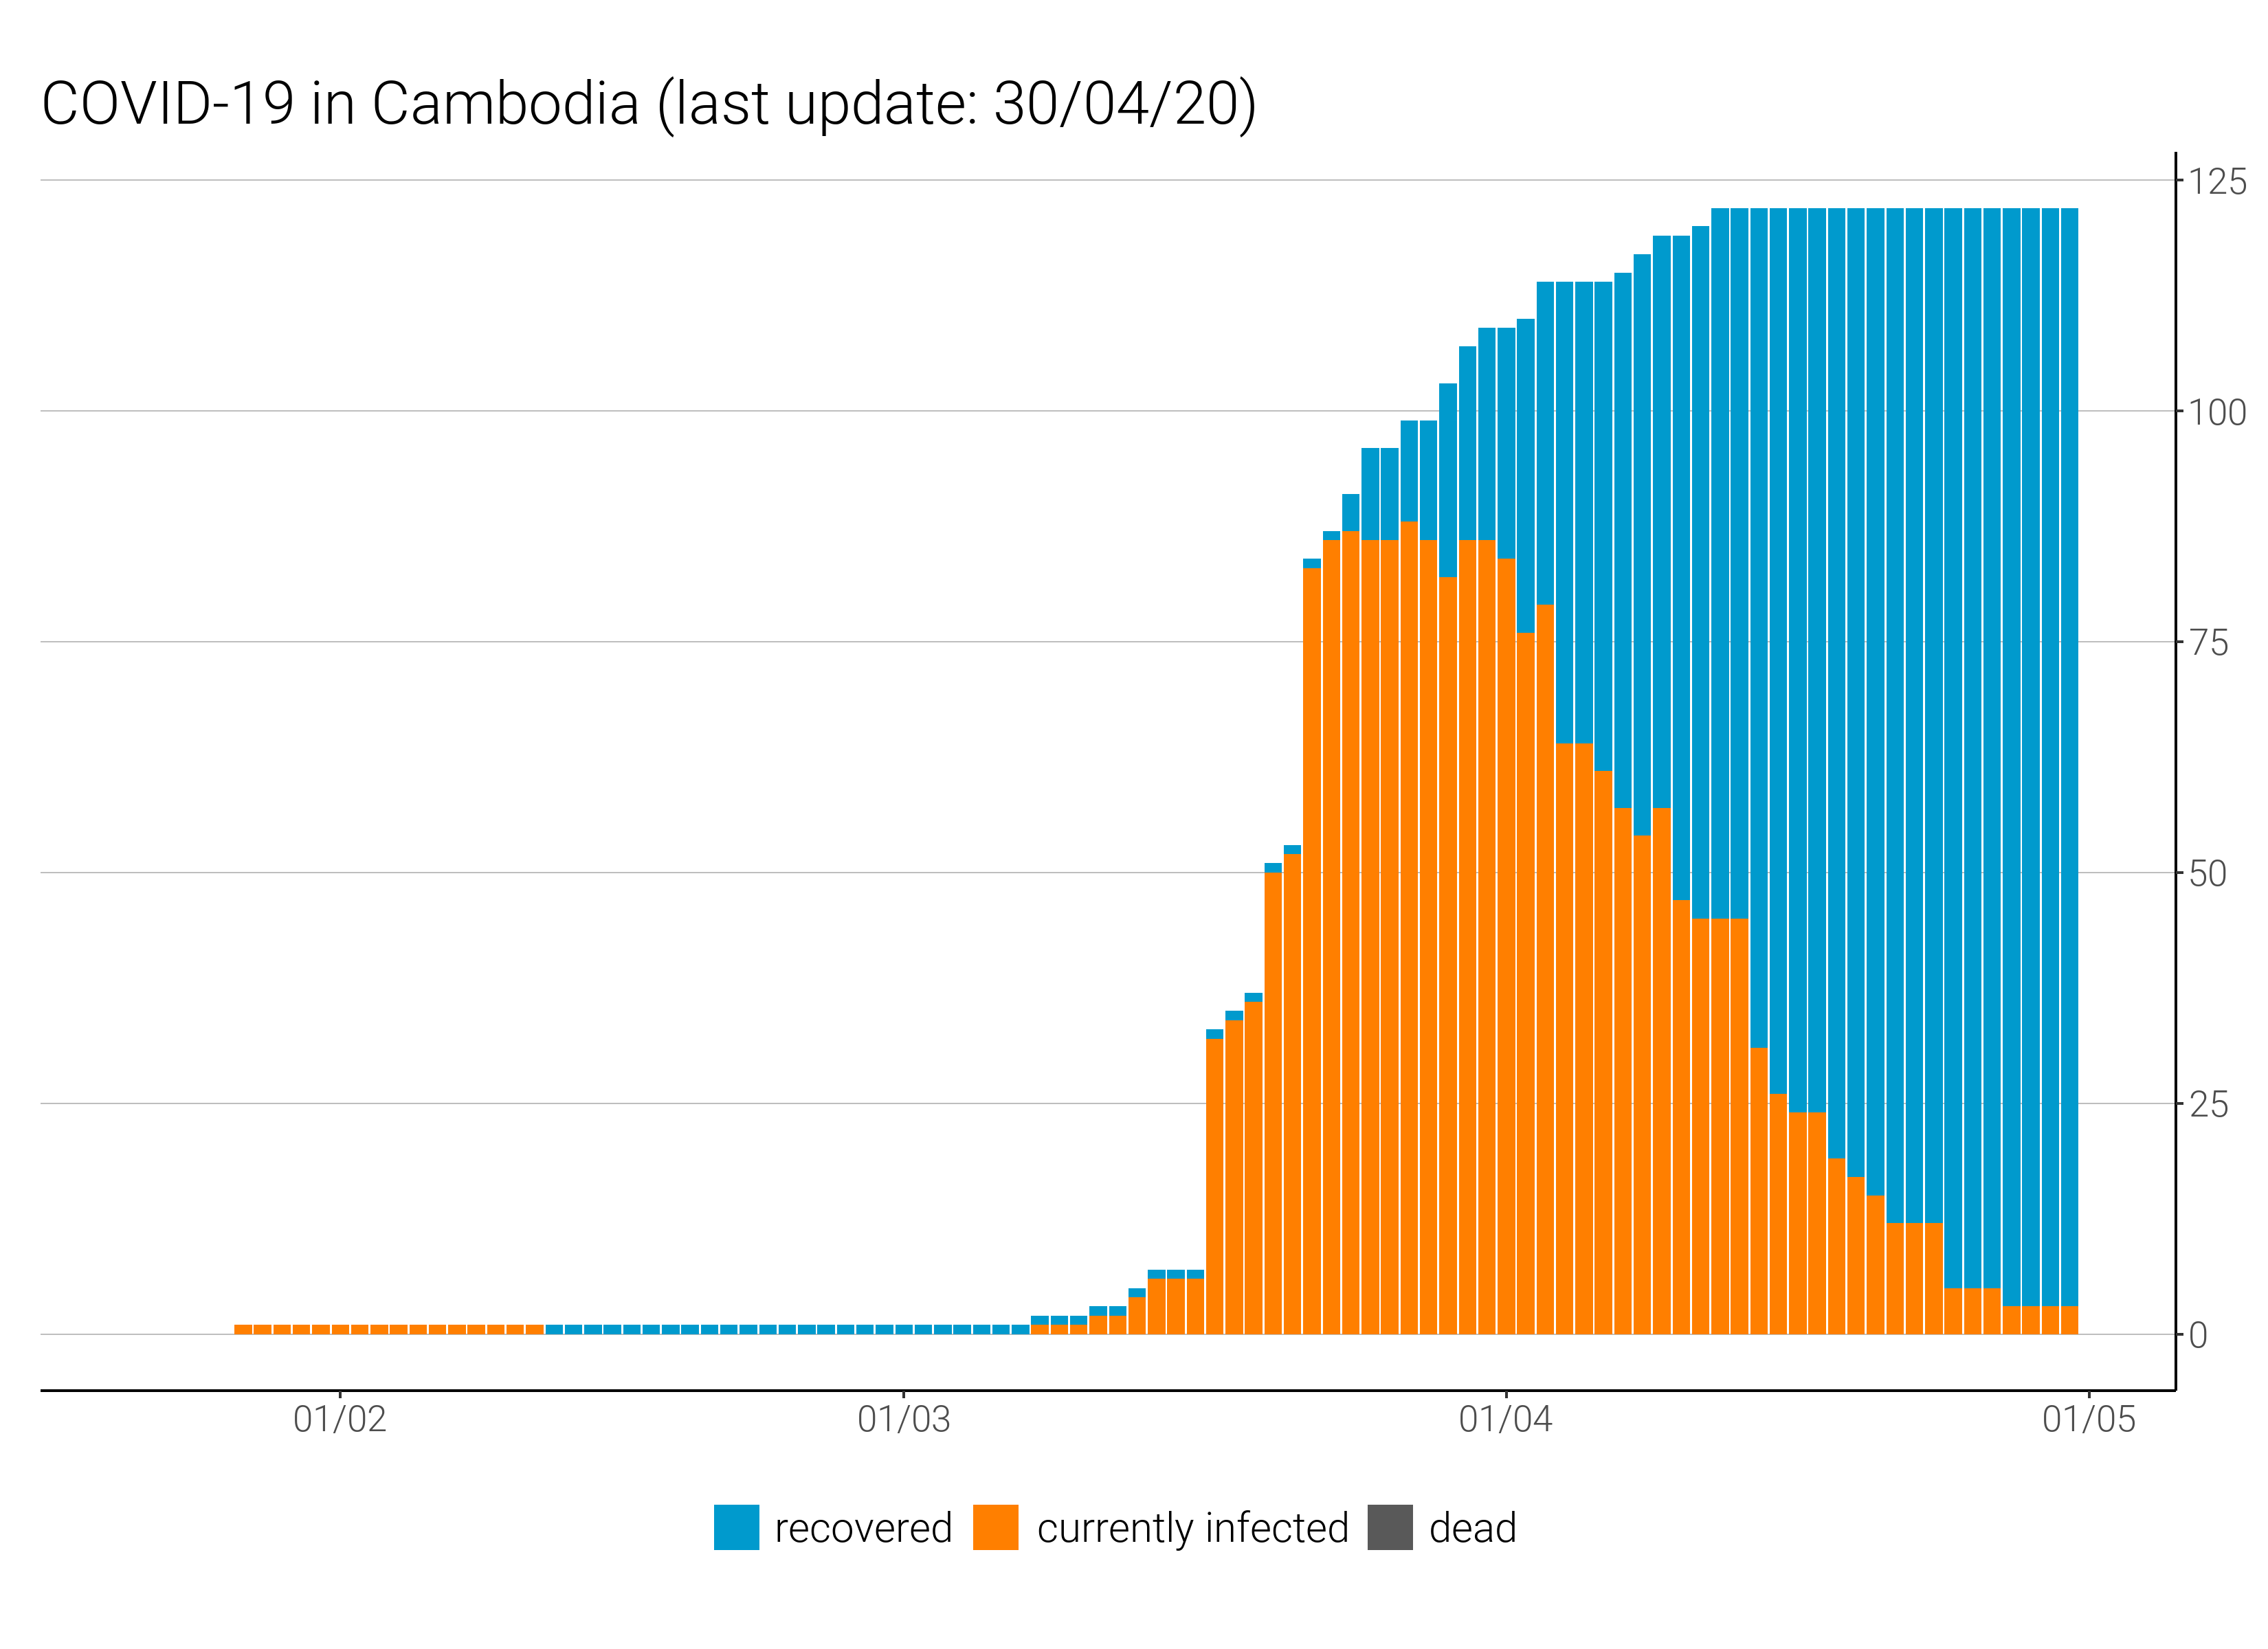 COVID-19 in Cambodia (last update: 30/04/20)
125
100
75
50
25
0
01/02 01/03 01/04 01/05
recovered currently infected dead